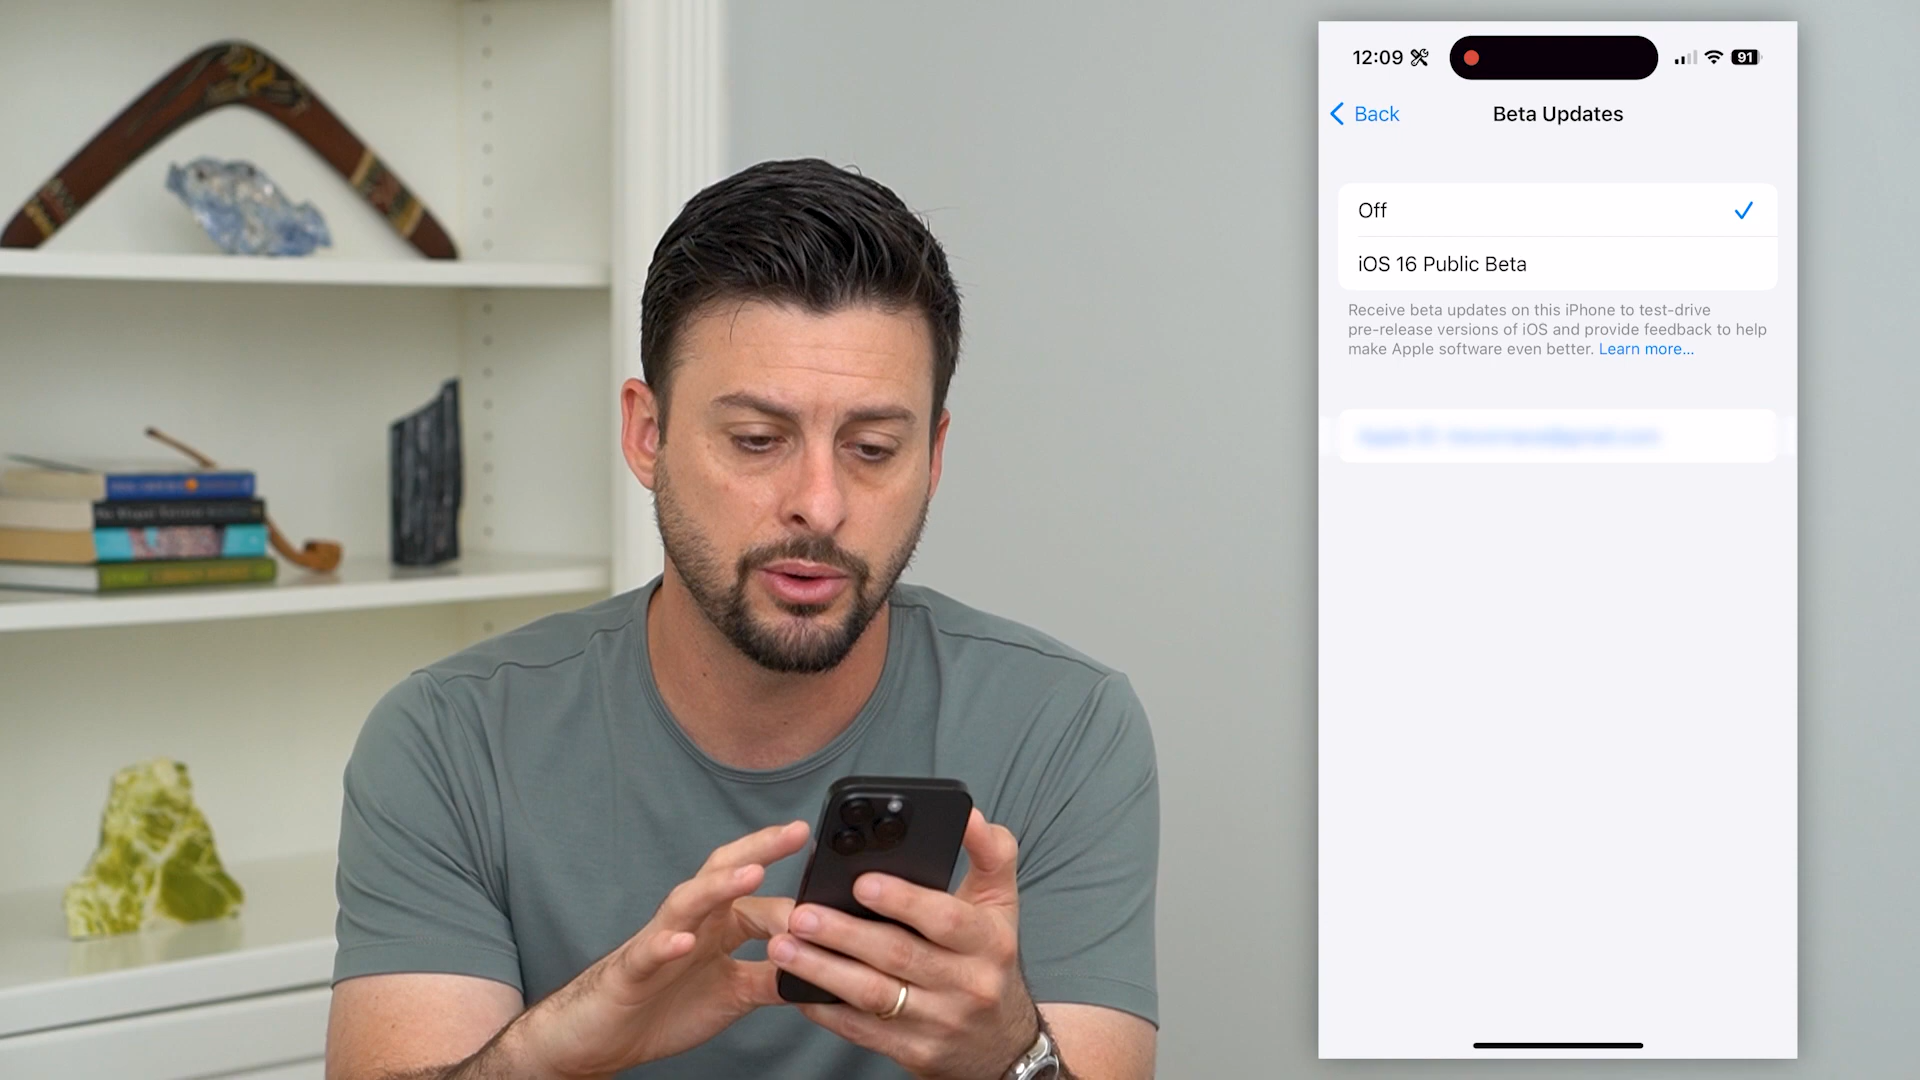 12:09
91
Back
Beta Updates
Off
iOS 16 Public Beta
Receive beta updates on this iPhone to test-drive
pre-release versions of iOS and provide feedback to help
make Apple software even better. Learn more...